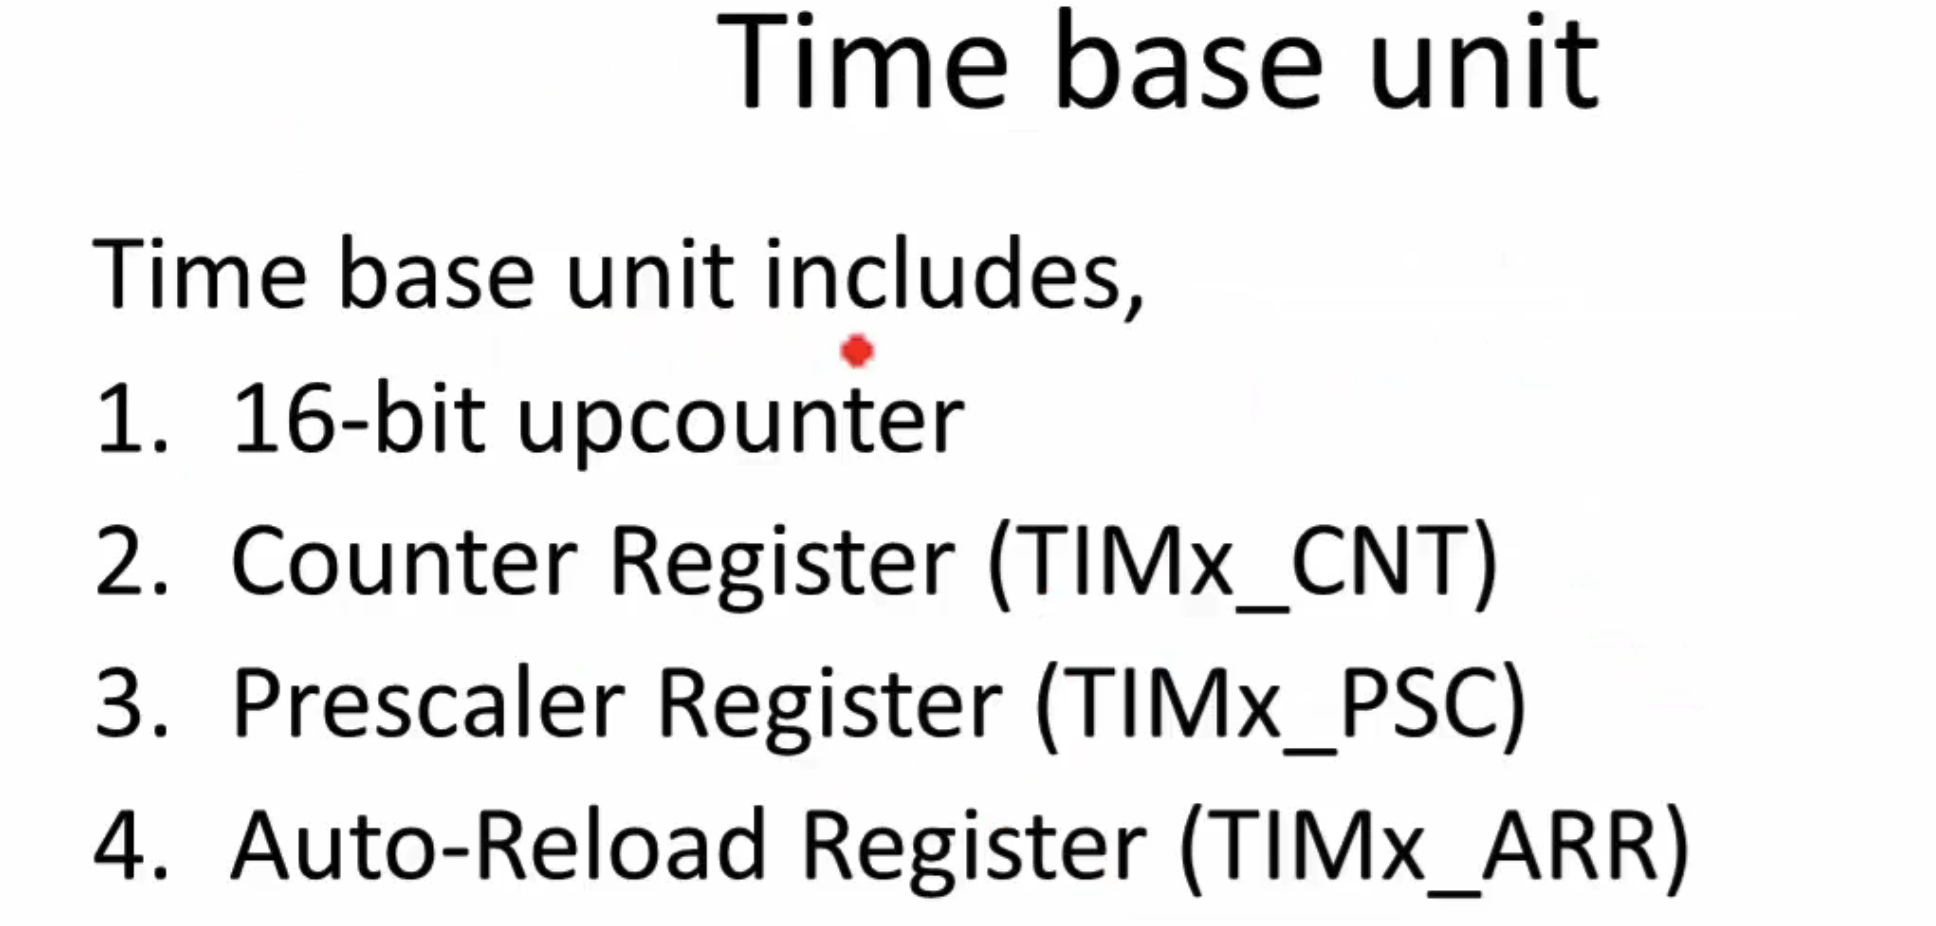 Time base unit
Time base unit includes,
1. 16-bit upcounter
2. Counter Register (TIMx_CNT)
3. Prescaler Register (TIMx_PSC)
4. Auto-Reload Register (TIMx_ARR)